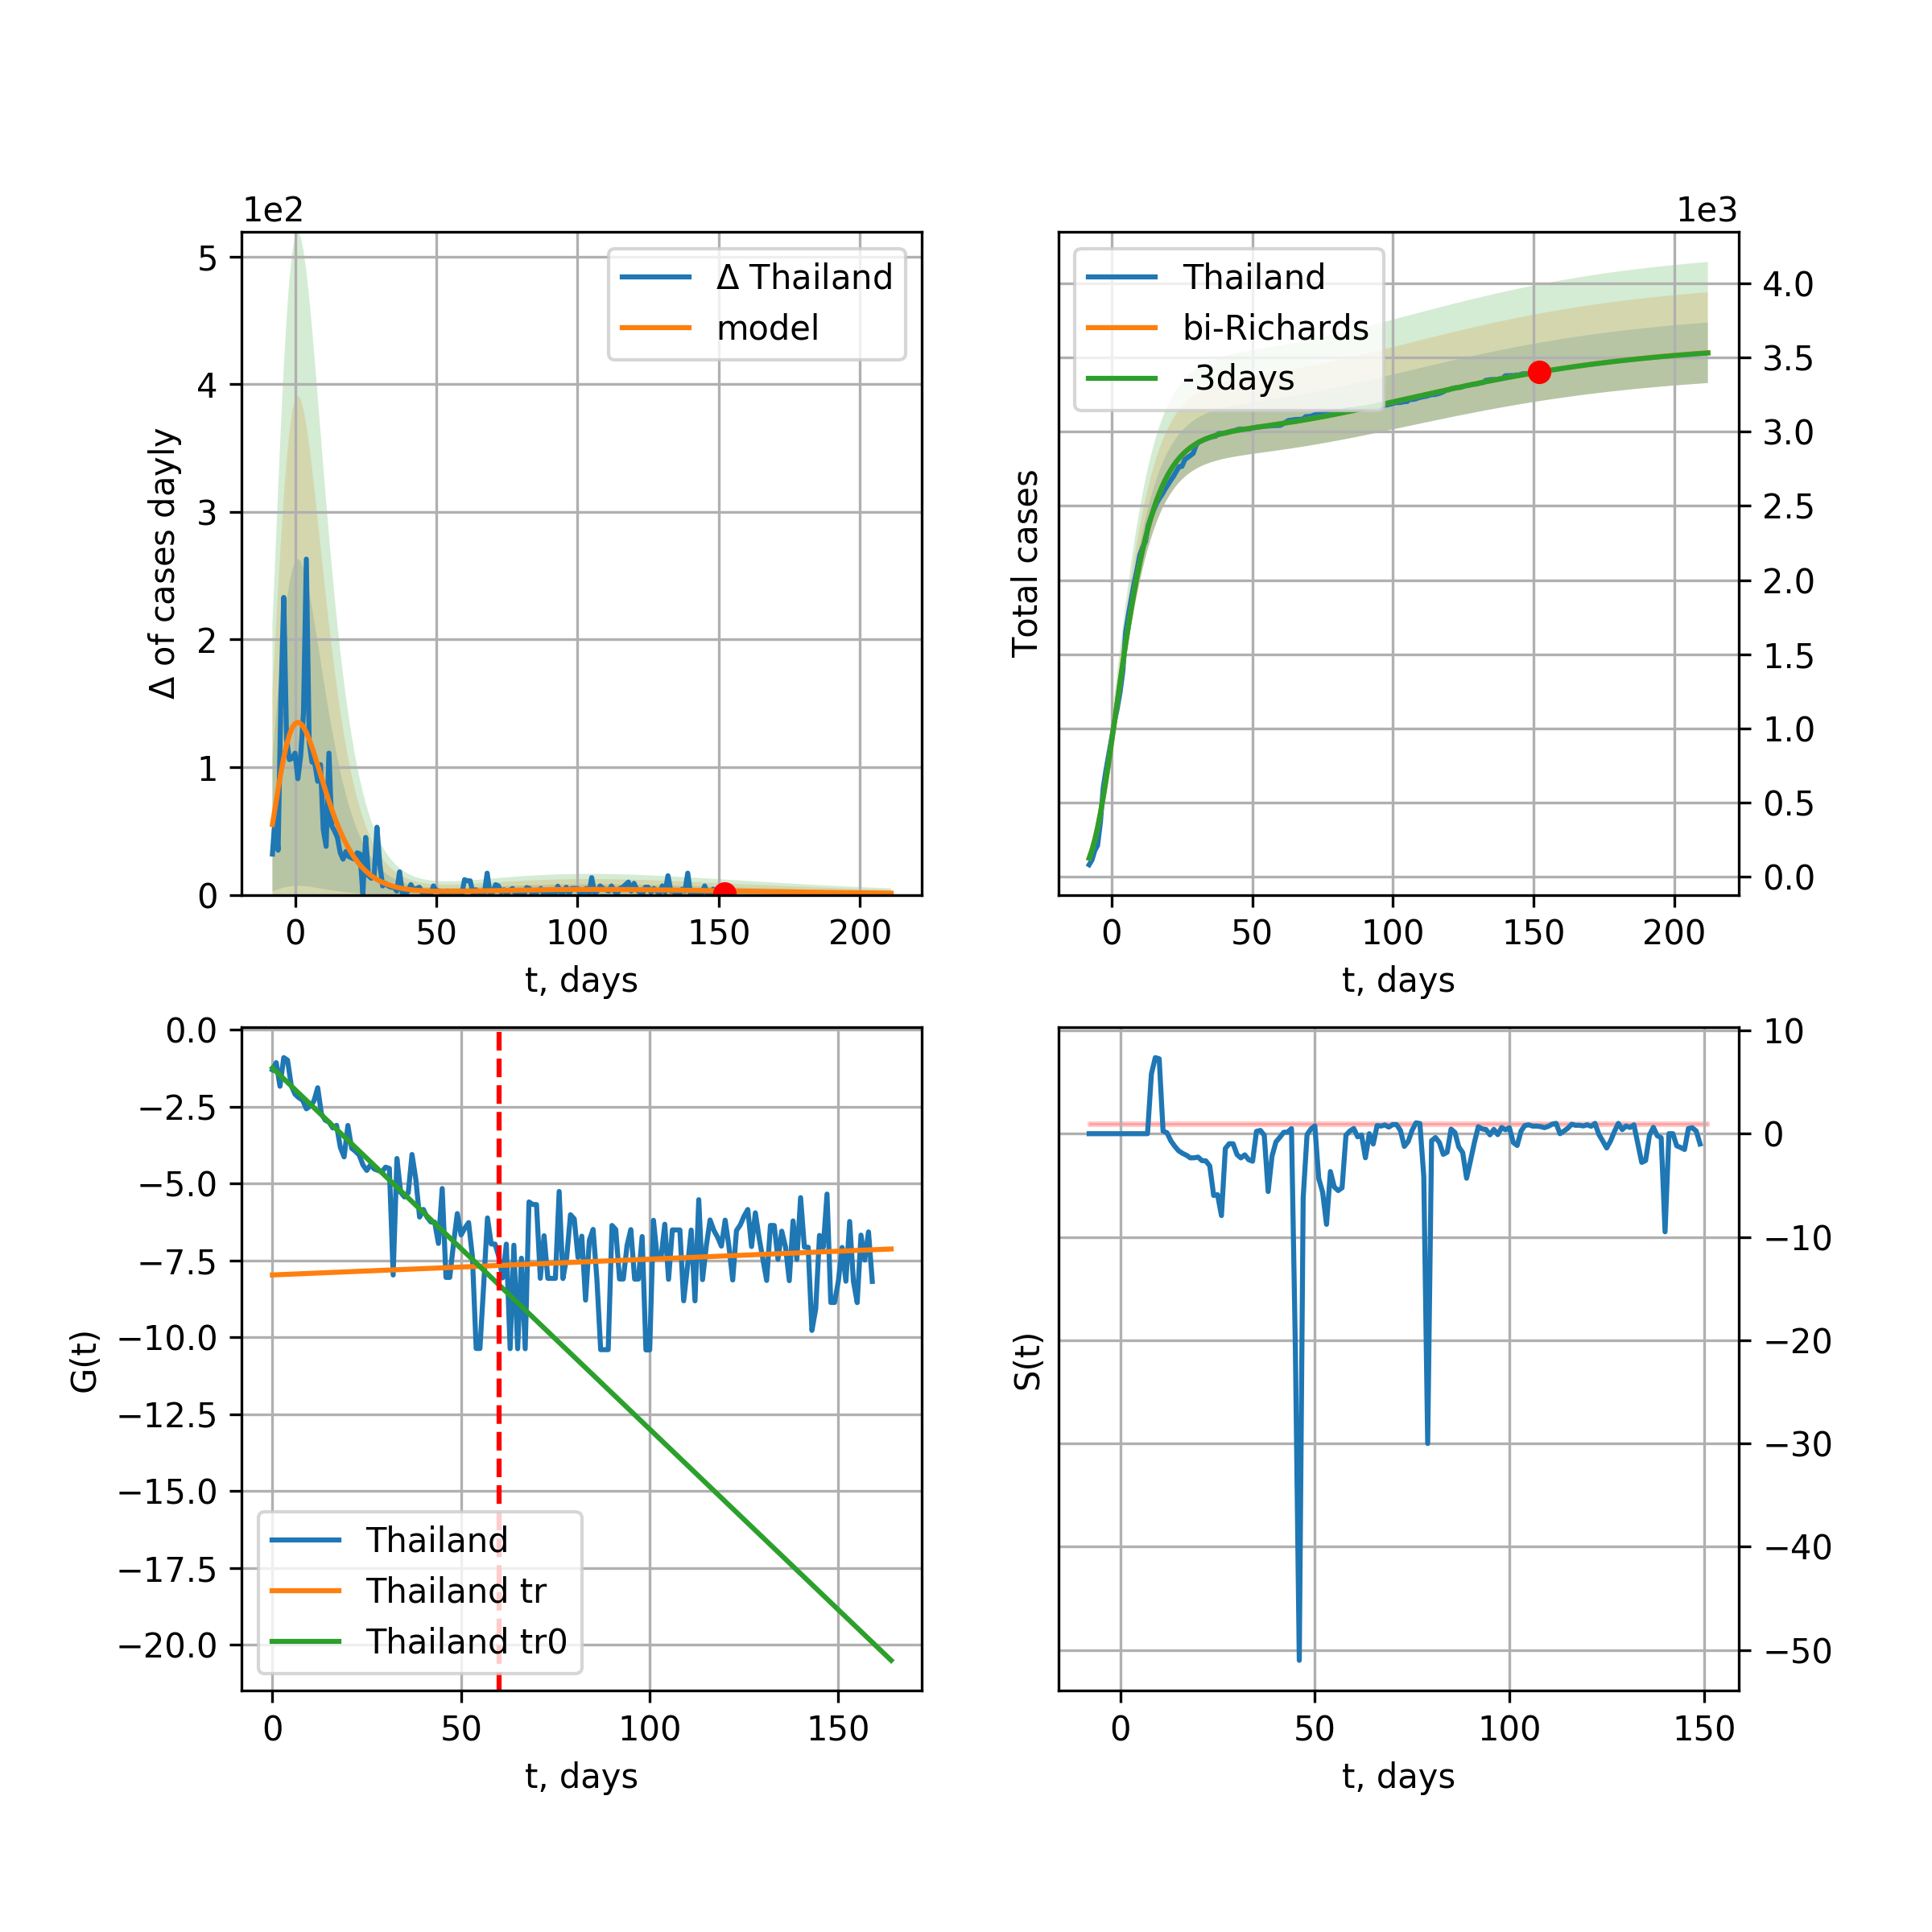 1e2
5
4
3
2
1
0
Δ of cases dayly
Δ Thailand
model
0 50 100 150 200
t, days
1e3
4.0
3.5
3.0
2.5
2.0
1.5
1.0
0.5
0.0
Total cases
Thailand
bi-Richards
-3days
0 50 100 150 200
t, days
0.0
−2.5
−5.0
−7.5
−10.0
−12.5
−15.0
−17.5
−20.0
G(t)
Thailand
Thailand tr
Thailand tr0
0 50 100 150
t, days
10
0
−10
−20
−30
−40
−50
S(t)
0 50 100 150
t, days